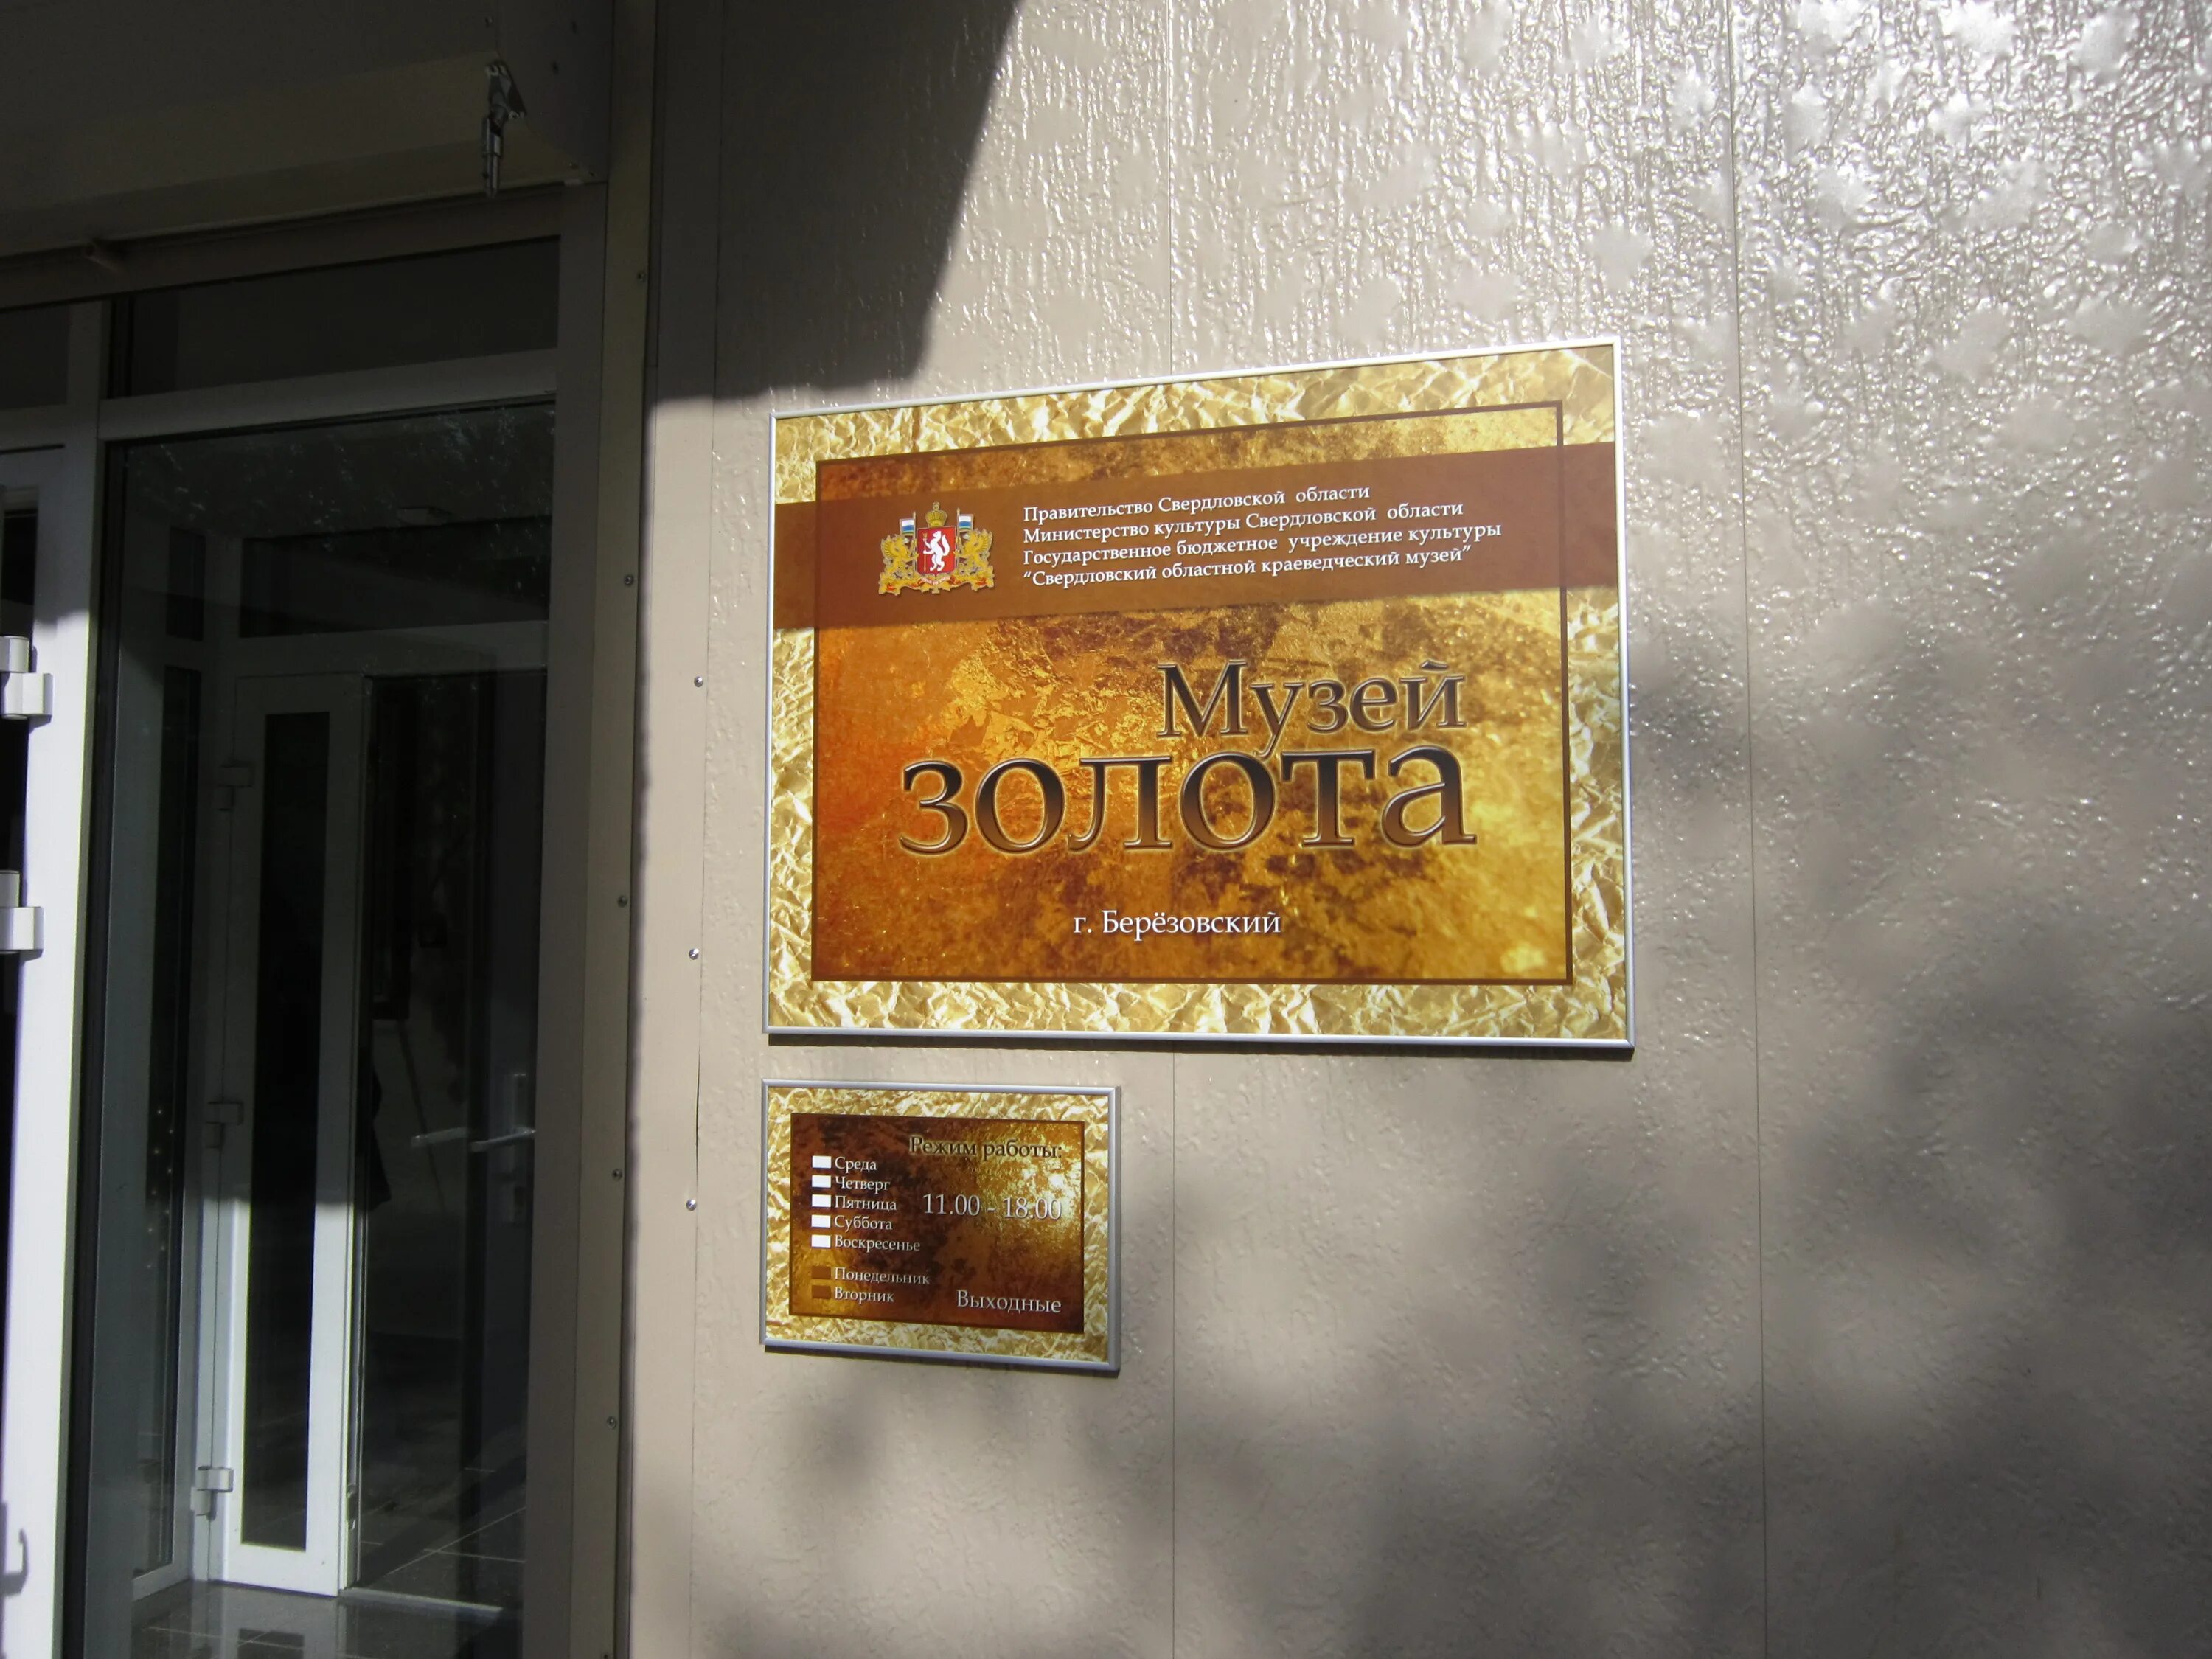 Правительство Свердловской области
Министерство культуры Свердловской области
Государственное бюджетное учреждение культуры
“Свердловский областной краеведческий музей”
Музей
золота
г. Берёзовский
Режим работы:
Среда
Четверг
Пятница
Суббота
Воскресенье
11.00 - 18.00
Понедельник
Вторник
Выходные